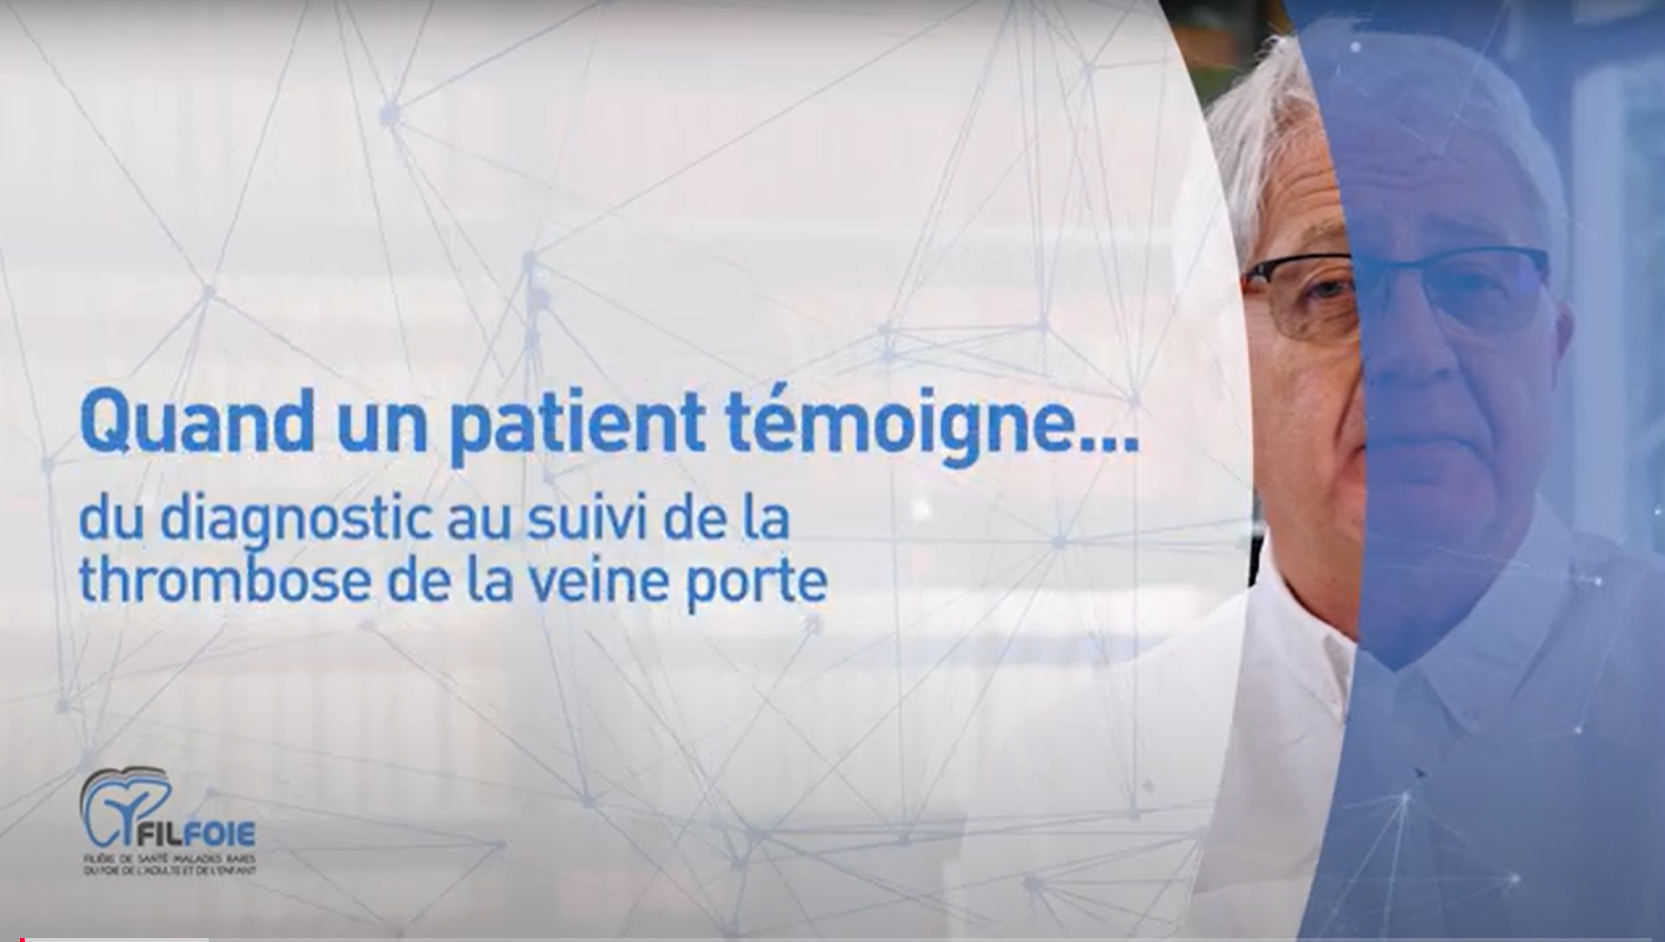 Quand un patient témoigne...
du diagnostic au suivi de la
thrombose de la veine porte
FILFOIE
FILIÈRE DE SANTÉ MALADIES RARES
DU FOIE DE L'ADULTE ET DE L'ENFANT